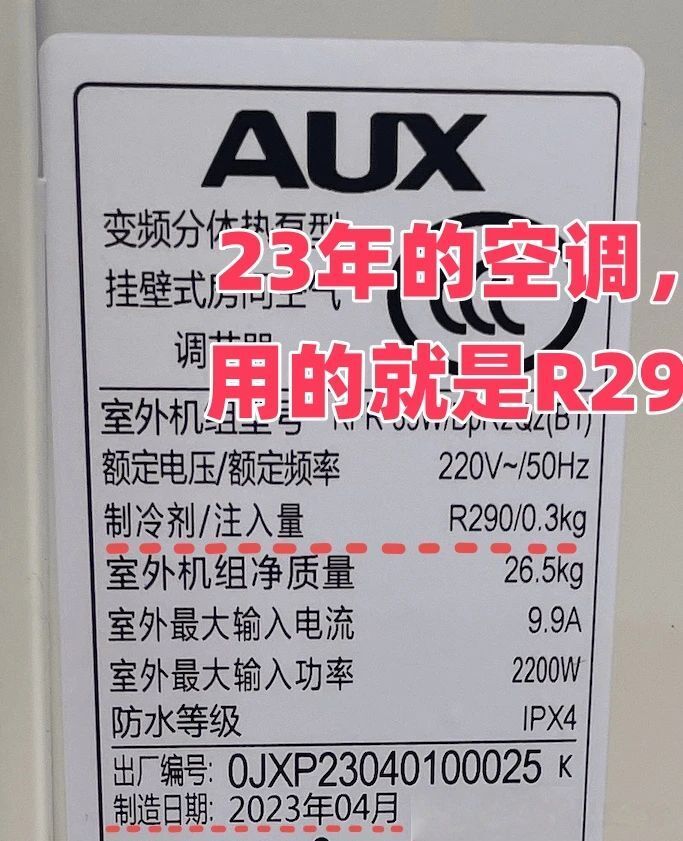 AUX
变频分体热泵型
挂壁式房间空气
调节器
23年的空调，
用的就是R29
室外机组型号
额定电压/额定频率 220V~/50Hz
制冷剂/注入量 R290/0.3kg
室外机组净质量 26.5kg
室外最大输入电流 9.9A
室外最大输入功率 2200W
防水等级 IPX4
出厂编号: 0JXP23040100025 K
制造日期: 2023年04月